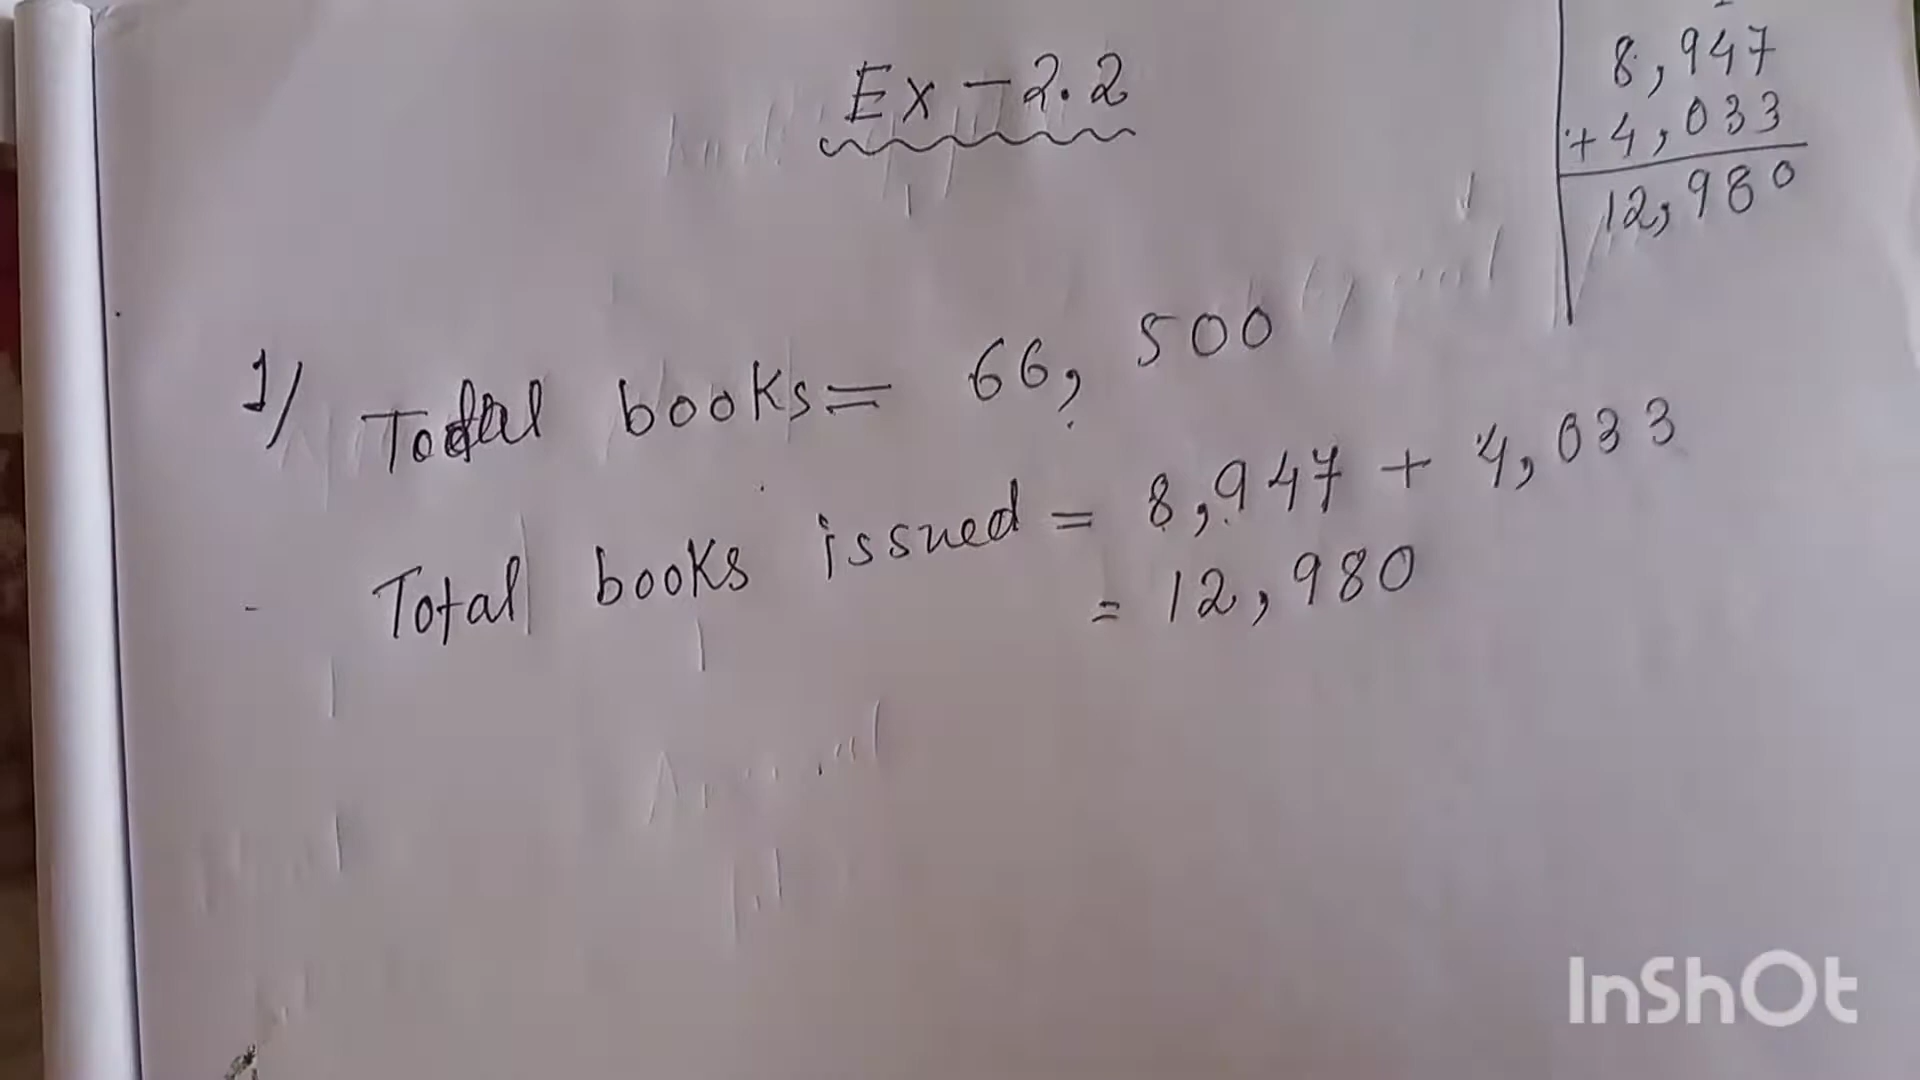 Ex - 2.2
8,947
+ 4,033
12,980
1) Total books = 66,500
Total books issued = 8,947 + 4,033
= 12,980
InShOt